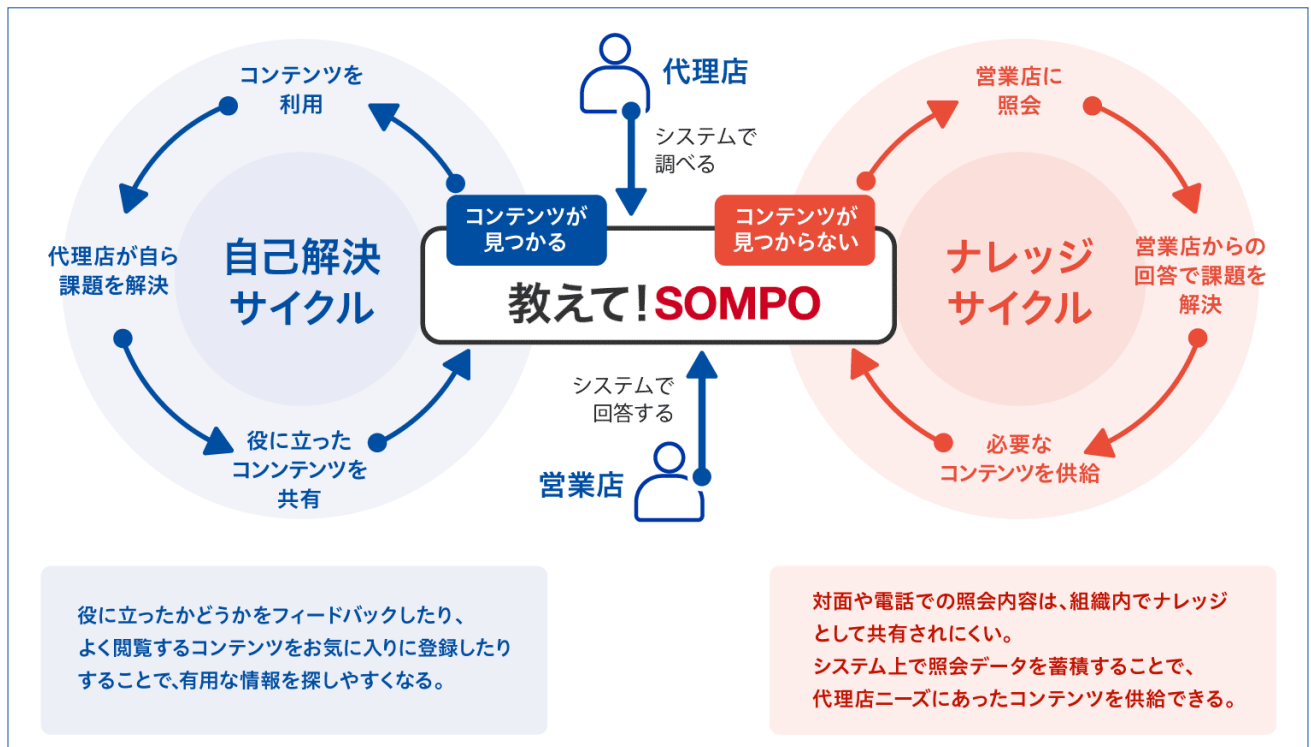 代理店
システムで
調べる
コンテンツを
利用
代理店が自ら
課題を解決
役に立った
コンンテンツを
共有
自己解決
サイクル
コンテンツが
見つかる
コンテンツが
見つからない
教えて！SOMPO
システムで
回答する
営業店
営業店に
照会
営業店からの
回答で課題を
解決
必要な
コンテンツを供給
ナレッジ
サイクル
役に立ったかどうかをフィードバックしたり、
よく閲覧するコンテンツをお気に入りに登録したり
することで、有用な情報を探しやすくなる。
対面や電話での照会内容は、組織内でナレッジ
として共有されにくい。
システム上で照会データを蓄積することで、
代理店ニーズにあったコンテンツを供給できる。